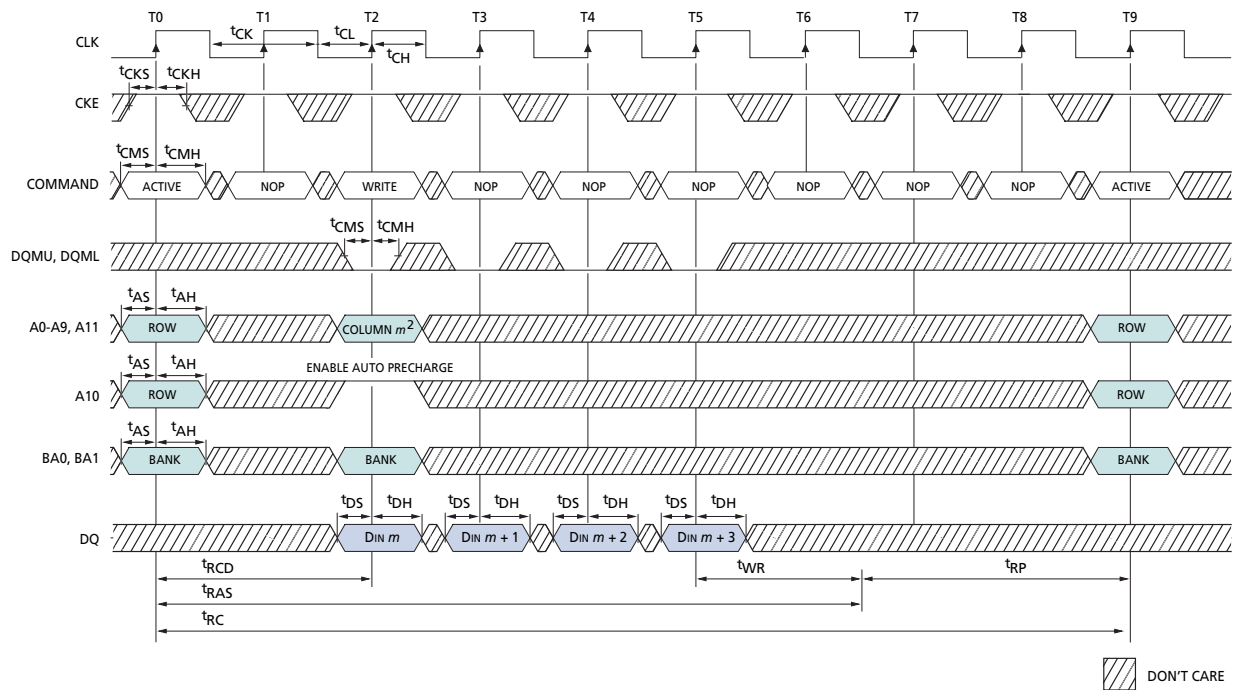 T0 T1 T2 T3 T4 T5 T6 T7 T8 T9
CLK tCK tCL tCH
tCKS tCKH
CKE
tCMS tCMH
COMMAND ACTIVE NOP WRITE NOP NOP NOP NOP NOP NOP ACTIVE
tCMS tCMH
DQMU, DQML
tAS tAH
A0-A9, A11 ROW COLUMN m2 ROW
tAS tAH ENABLE AUTO PRECHARGE
A10 ROW ROW
tAS tAH
BA0, BA1 BANK BANK BANK
tDS tDH tDS tDH tDS tDH tDS tDH
DQ DIN m DIN m + 1 DIN m + 2 DIN m + 3
tRCD tWR tRP
tRAS
tRC
DON'T CARE